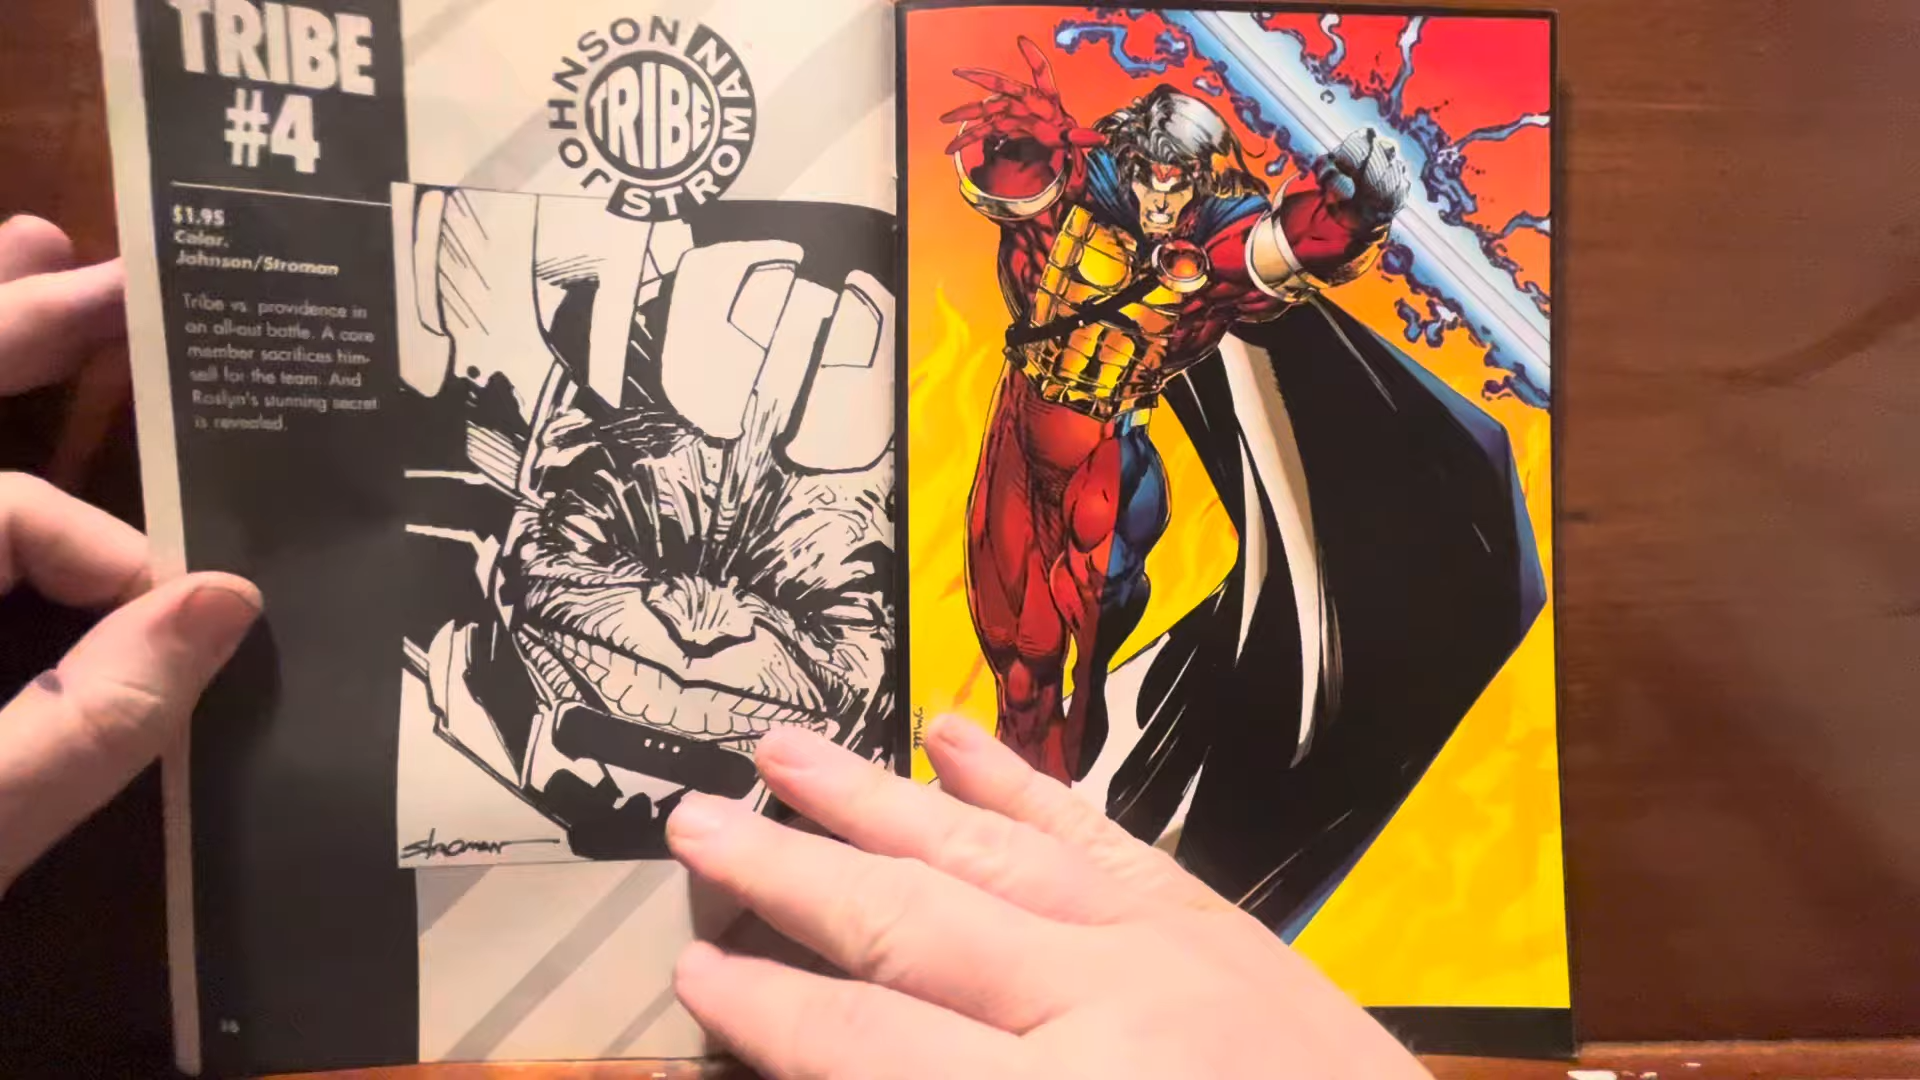 TRIBE
#4
$1.95
Color.
Johnson/Stroman
Tribe vs. providence in
an all-out battle. A core
member sacrifices him-
self for the team. And
Roslyn's stunning secret
is revealed.
JOHNSON
STROMAN
TRIBE
Stroman
16